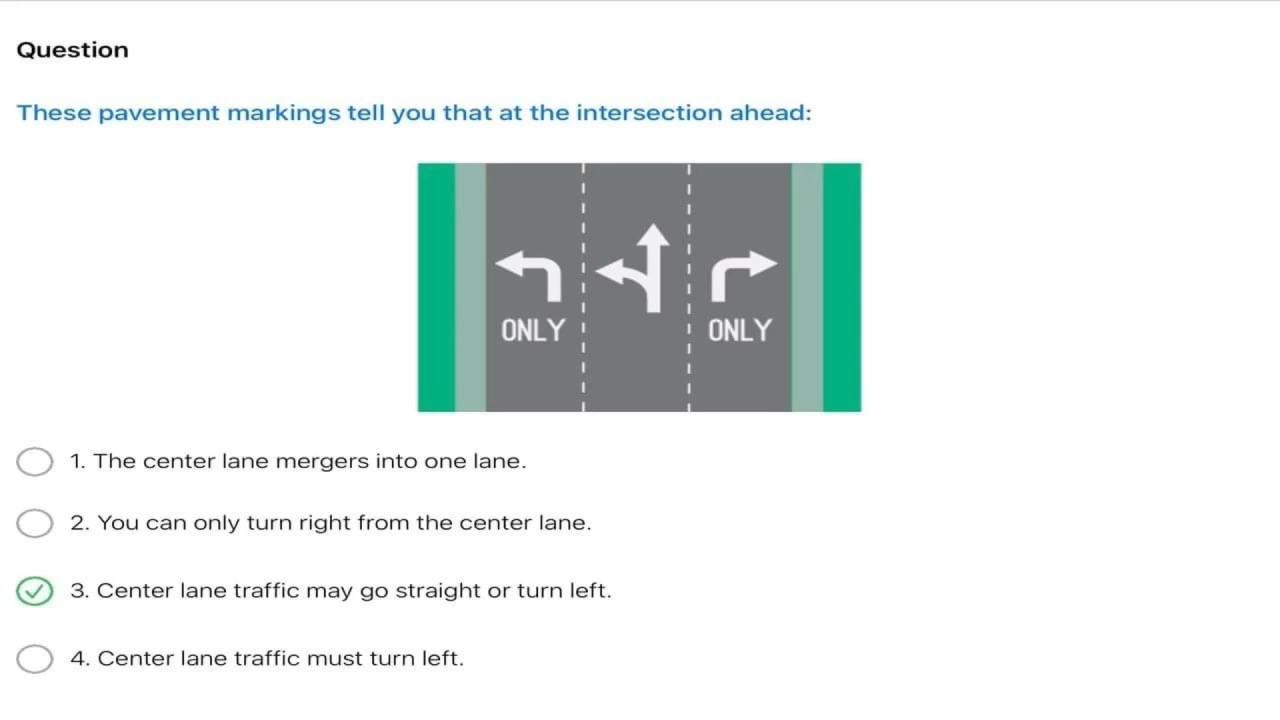 Question
These pavement markings tell you that at the intersection ahead:
ONLY ONLY
1. The center lane mergers into one lane.
2. You can only turn right from the center lane.
3. Center lane traffic may go straight or turn left.
4. Center lane traffic must turn left.